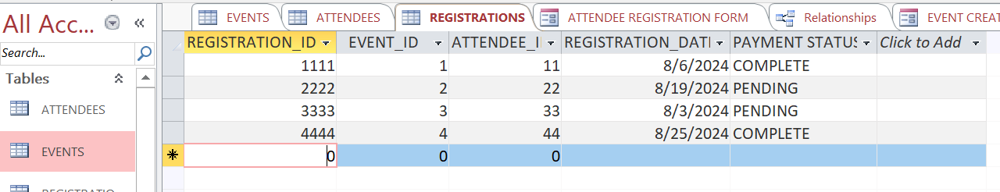 EVENTS ATTENDEES REGISTRATIONS ATTENDEE REGISTRATION FORM Relationships EVENT CREAT
All Acc... «
Search...
Tables
ATTENDEES
EVENTS
REGISTRATIO
REGISTRATION_ID EVENT_ID ATTENDEE_I REGISTRATION_DAT PAYMENT STATUS Click to Add
1111 1 11 8/6/2024 COMPLETE
2222 2 22 8/19/2024 PENDING
3333 3 33 8/3/2024 PENDING
4444 4 44 8/25/2024 COMPLETE
* 0 0 0